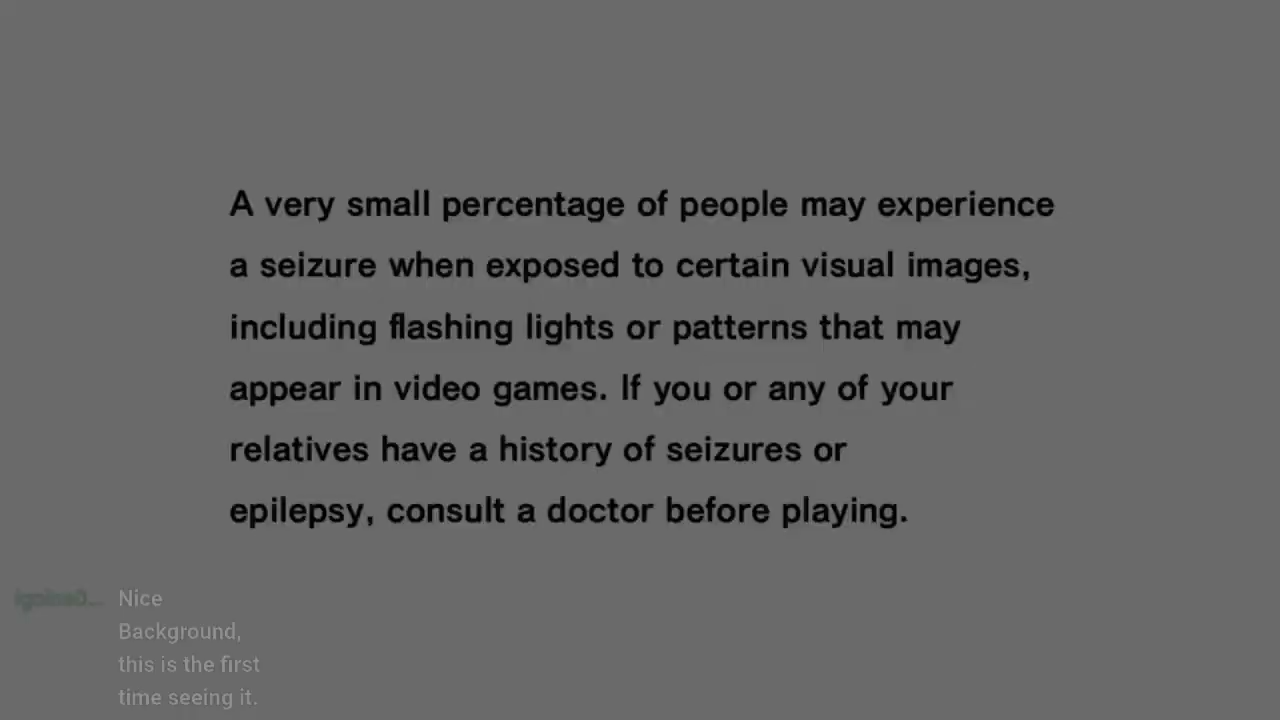 A very small percentage of people may experience
a seizure when exposed to certain visual images,
including flashing lights or patterns that may
appear in video games. If you or any of your
relatives have a history of seizures or
epilepsy, consult a doctor before playing.
Nice
Background,
this is the first
time seeing it.